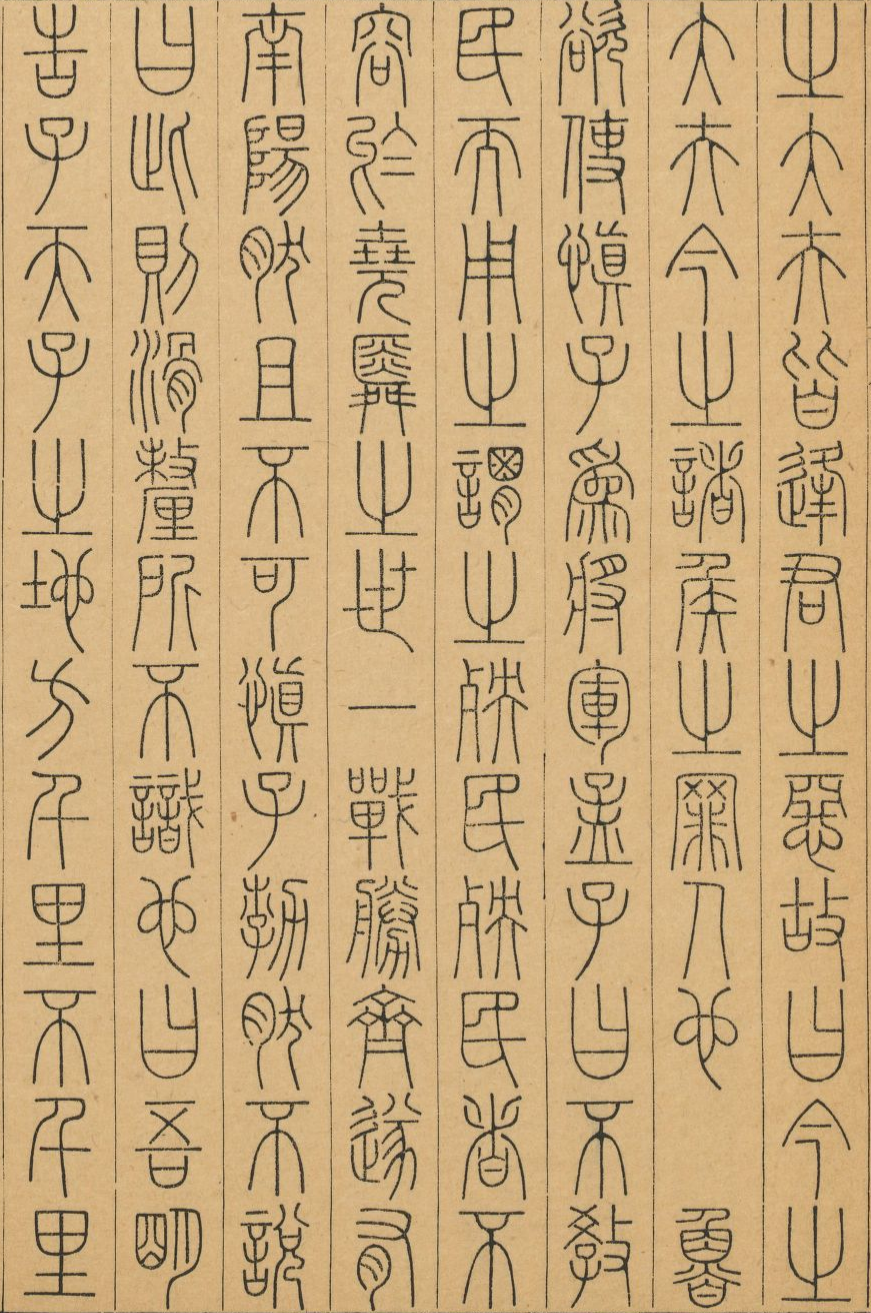 之大夫皆逢君之惡故曰今之
大夫今之諸侯之罪人也　魯
欲使慎子為將軍孟子曰不教
民而用之謂之殃民殃民者不
容於堯舜之世一戰勝齊遂有
南陽然且不可慎子勃然不說
曰此則滑釐所不識也曰吾明
告子天子之地方千里不千里